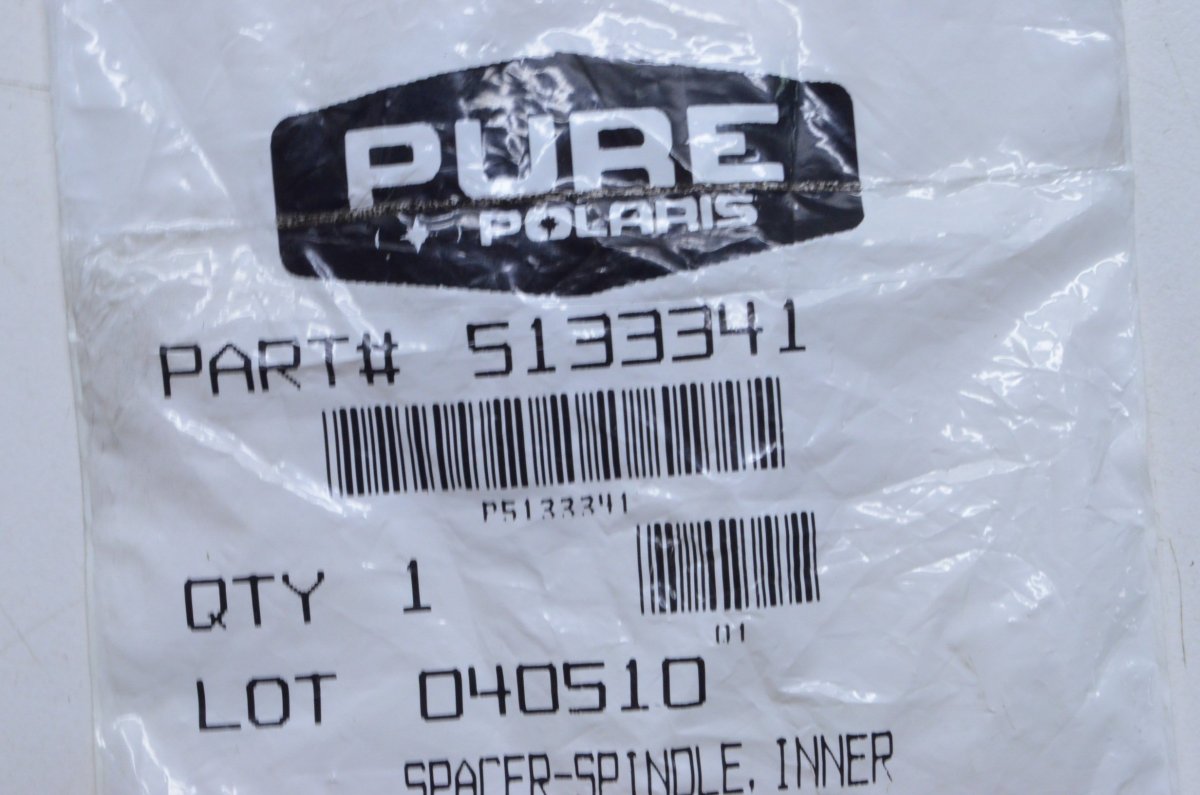 PURE
POLARIS
PART# 5133341
P5133341
QTY 1
01
LOT 040510
SPACER-SPINDLE, INNER